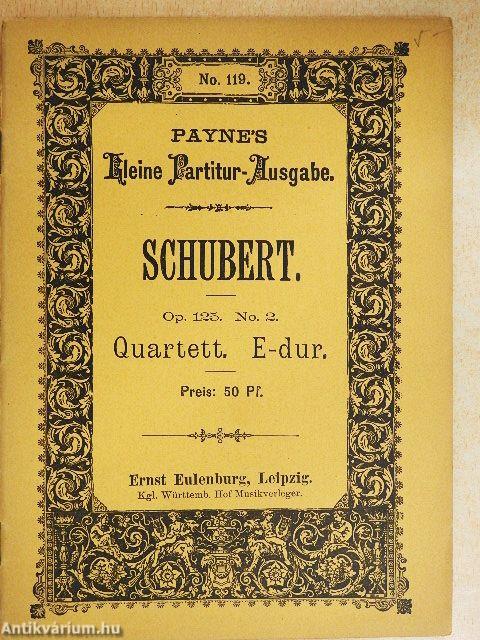 No. 119.
PAYNE'S
Kleine Partitur-Ausgabe.
SCHUBERT.
Op. 125. No. 2.
Quartett. E-dur.
Preis: 50 Pf.
Ernst Eulenburg, Leipzig.
Kgl. Württemb. Hof Musikverleger.
Antikvárium.hu